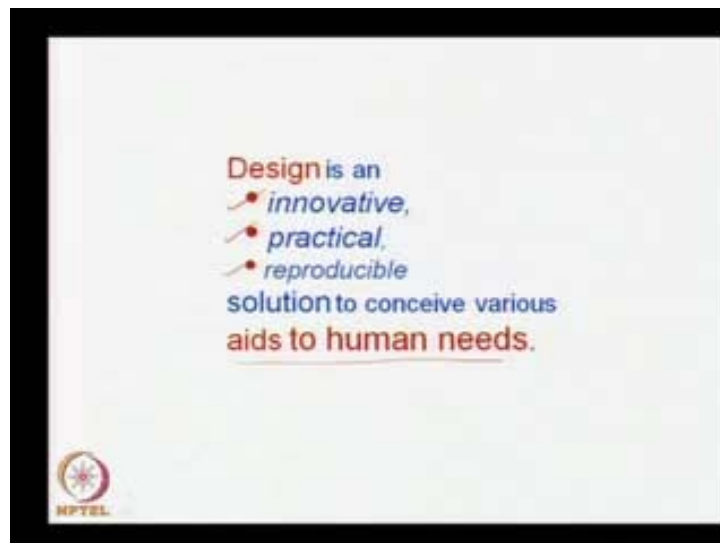 Design is an
innovative,
practical,
reproducible
solution to conceive various
aids to human needs.
NPTEL